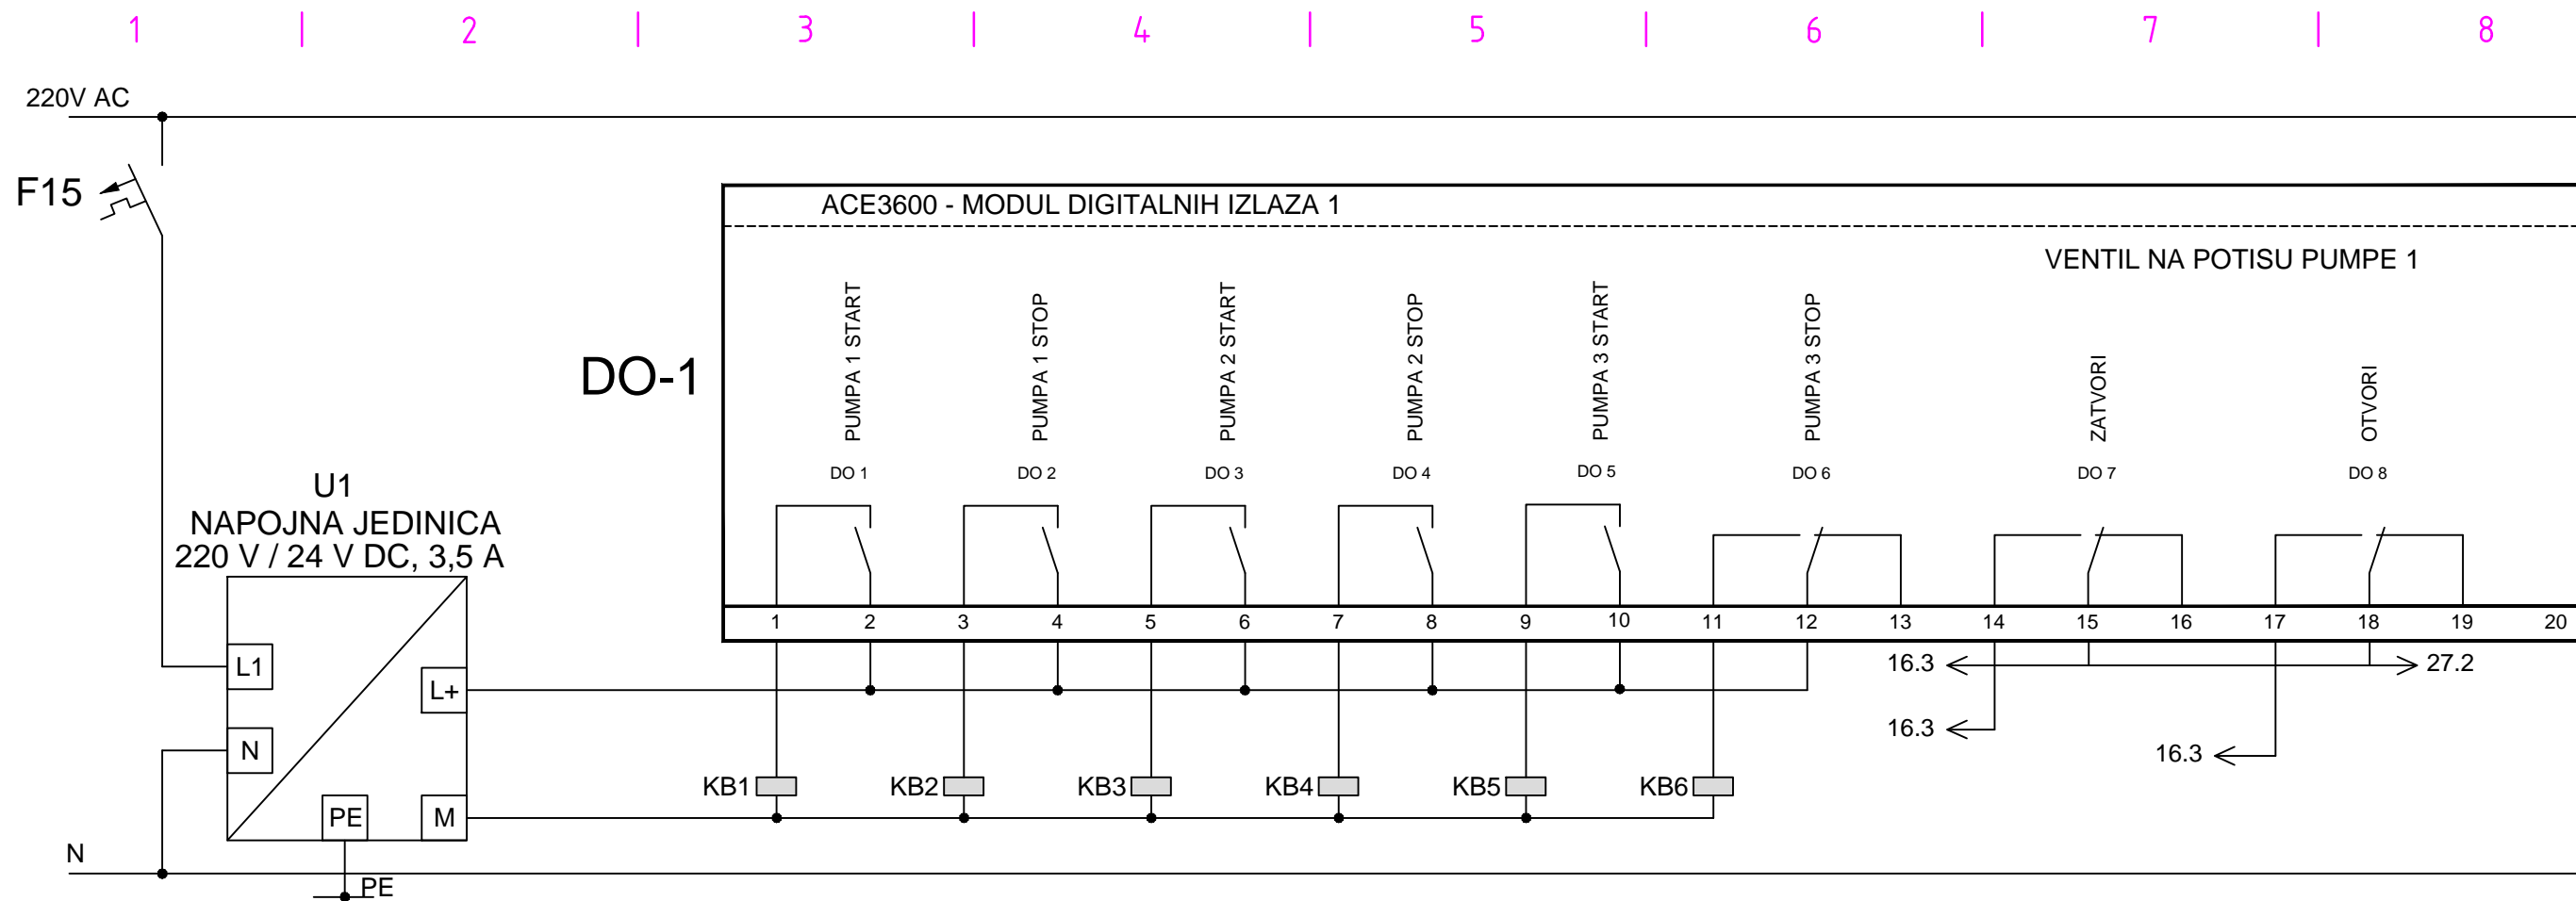 1 | 2 | 3 | 4 | 5 | 6 | 7 | 8
220V AC
F15
ACE3600 - MODUL DIGITALNIH IZLAZA 1
VENTIL NA POTISU PUMPE 1
DO-1
PUMPA 1 START
PUMPA 1 STOP
PUMPA 2 START
PUMPA 2 STOP
PUMPA 3 START
PUMPA 3 STOP
ZATVORI
OTVORI
DO 1 DO 2 DO 3 DO 4 DO 5 DO 6 DO 7 DO 8
U1
NAPOJNA JEDINICA
220 V / 24 V DC, 3,5 A
1 2 3 4 5 6 7 8 9 10 11 12 13 14 15 16 17 18 19 20
L1
L+
N
PE
M
16.3 27.2
16.3
16.3
KB1 KB2 KB3 KB4 KB5 KB6
N
PE